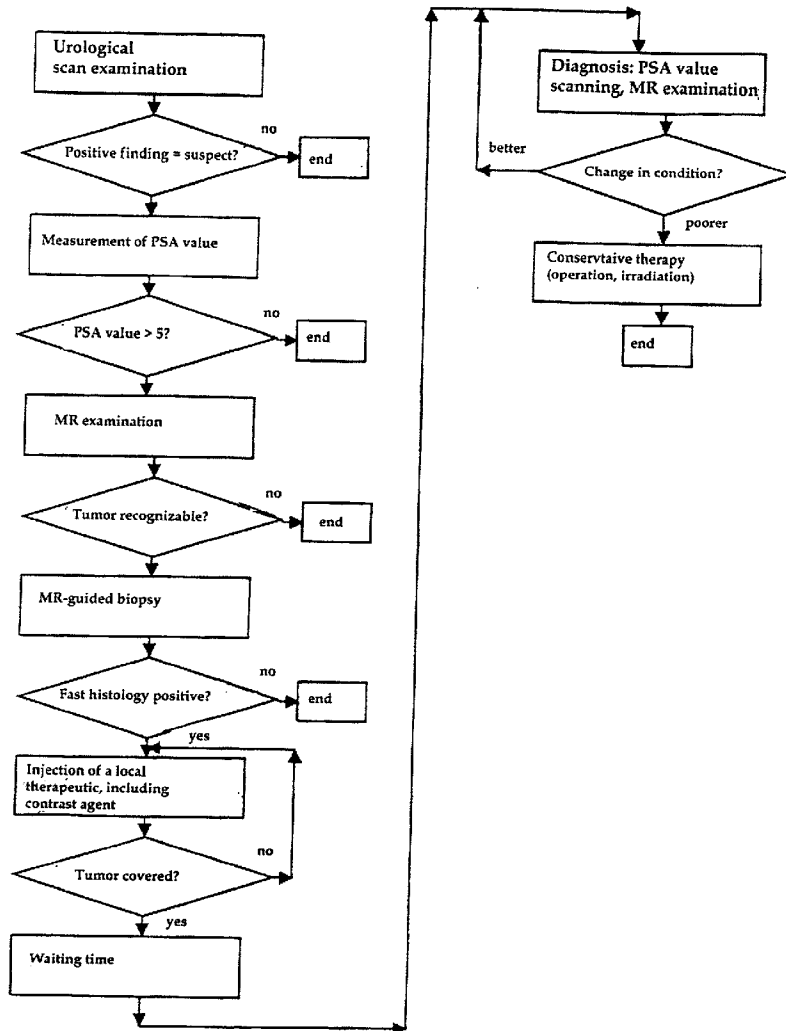 Urological
scan examination
no
Positive finding = suspect?
end
Measurement of PSA value
no
PSA value > 5?
end
MR examination
no
Tumor recognizable?
end
MR-guided biopsy
no
Fast histology positive?
end
yes
Injection of a local
therapeutic, including
contrast agent
no
Tumor covered?
yes
Waiting time
Diagnosis: PSA value
scanning, MR examination
better
Change in condition?
poorer
Conservtaive therapy
(operation, irradiation)
end